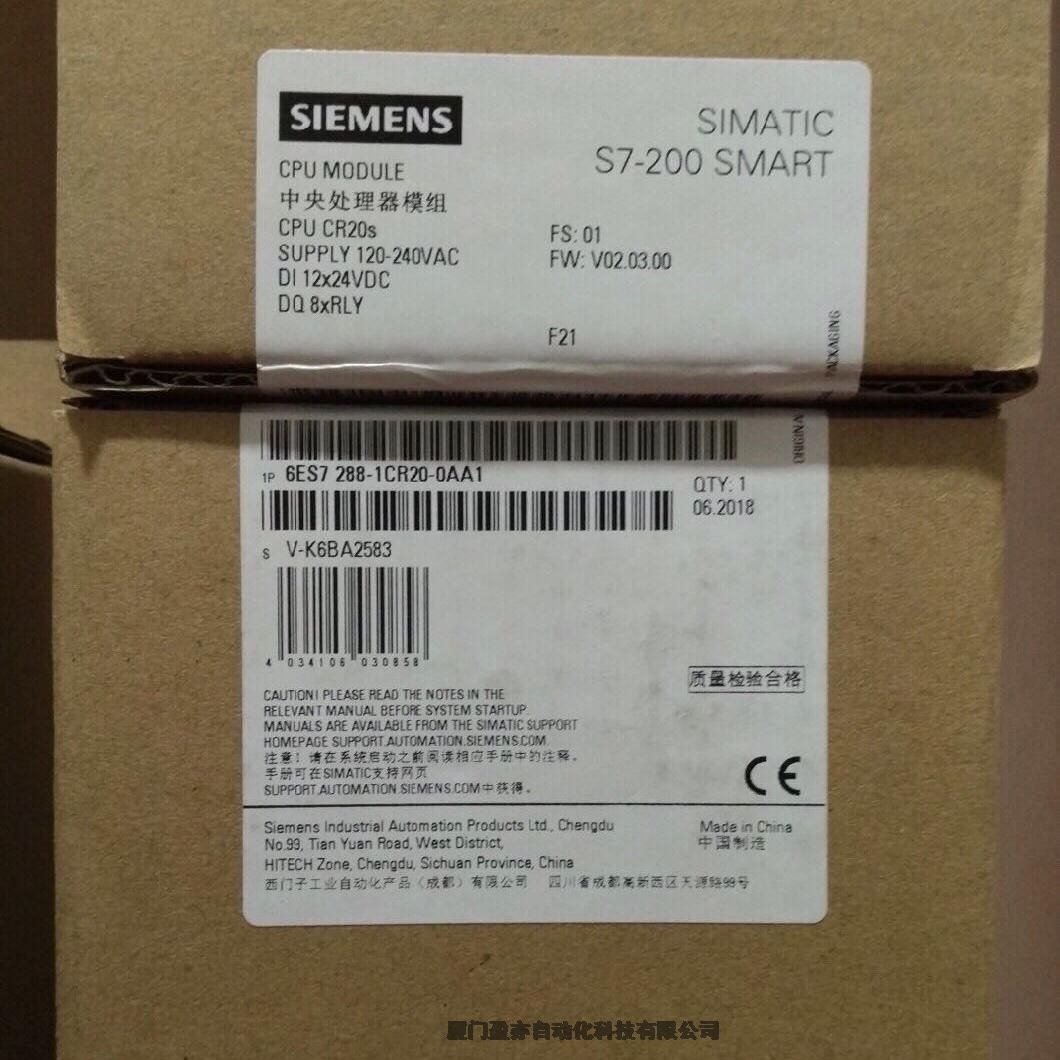 SIEMENS
SIMATIC
S7-200 SMART
CPU MODULE
中央处理器模组
CPU CR20s
SUPPLY 120-240VAC
DI 12x24VDC
DQ 8xRLY
FS: 01
FW: V02.03.00
F21
PACKAGING
ORIGINAL
1P 6ES7 288-1CR20-0AA1
QTY: 1
06.2018
S V-K6BA2583
4 034106 030858
质量检验合格
CAUTION! PLEASE READ THE NOTES IN THE
RELEVANT MANUAL BEFORE SYSTEM STARTUP.
MANUALS ARE AVAILABLE FROM THE SIMATIC SUPPORT
HOMEPAGE SUPPORT.AUTOMATION.SIEMENS.COM.
注意！请在系统启动之前阅读相应手册中的注释。
手册可在SIMATIC支持网页
SUPPORT.AUTOMATION.SIEMENS.COM中获得。
CE
Siemens Industrial Automation Products Ltd., Chengdu
No.99, Tian Yuan Road, West District,
HITECH Zone, Chengdu, Sichuan Province, China
西门子工业自动化产品（成都）有限公司 四川省成都高新西区天源路99号
Made in China
中国制造
厦门盈亦自动化科技有限公司